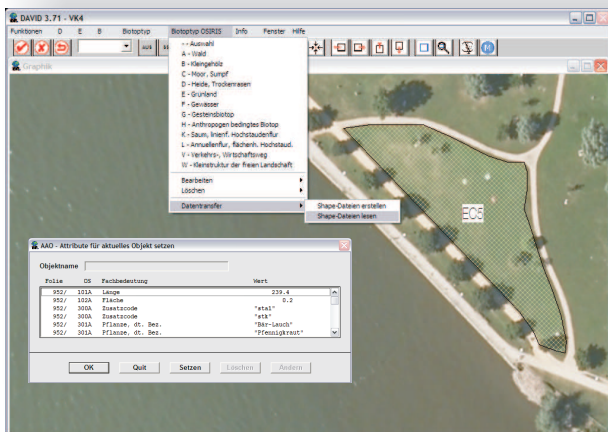 DAVID 3.71 - VK4
Funktionen D E B Biotoptyp Biotoptyp OSIRIS Info Fenster Hilfe
AUS
Graphik
- - Auswahl
A - Wald
B - Kleingehölz
C - Moor, Sumpf
D - Heide, Trockenrasen
E - Grünland
F - Gewässer
G - Gesteinsbiotop
H - Anthropogen bedingtes Biotop
K - Saum, linienf. Hochstaudenflur
L - Annuellenflur, flächenh. Hochstaud.
V - Verkehrs-, Wirtschaftsweg
W - Kleinstruktur der freien Landschaft
Bearbeiten
Löschen
Datentransfer
Shape-Dateien erstellen
Shape-Dateien lesen
EC5
AAO - Attribute für aktuelles Objekt setzen
Objektname
Folie OS Fachbedeutung Wert
952/ 101A Länge 239.4
952/ 102A Fläche 0.2
952/ 300A Zusatzcode "stal"
952/ 300A Zusatzcode "stk"
952/ 301A Pflanze, dt. Bez. "Bär-Lauch"
952/ 301A Pflanze, dt. Bez. "Pfennigkraut"
OK Quit Setzen Löschen Ändern